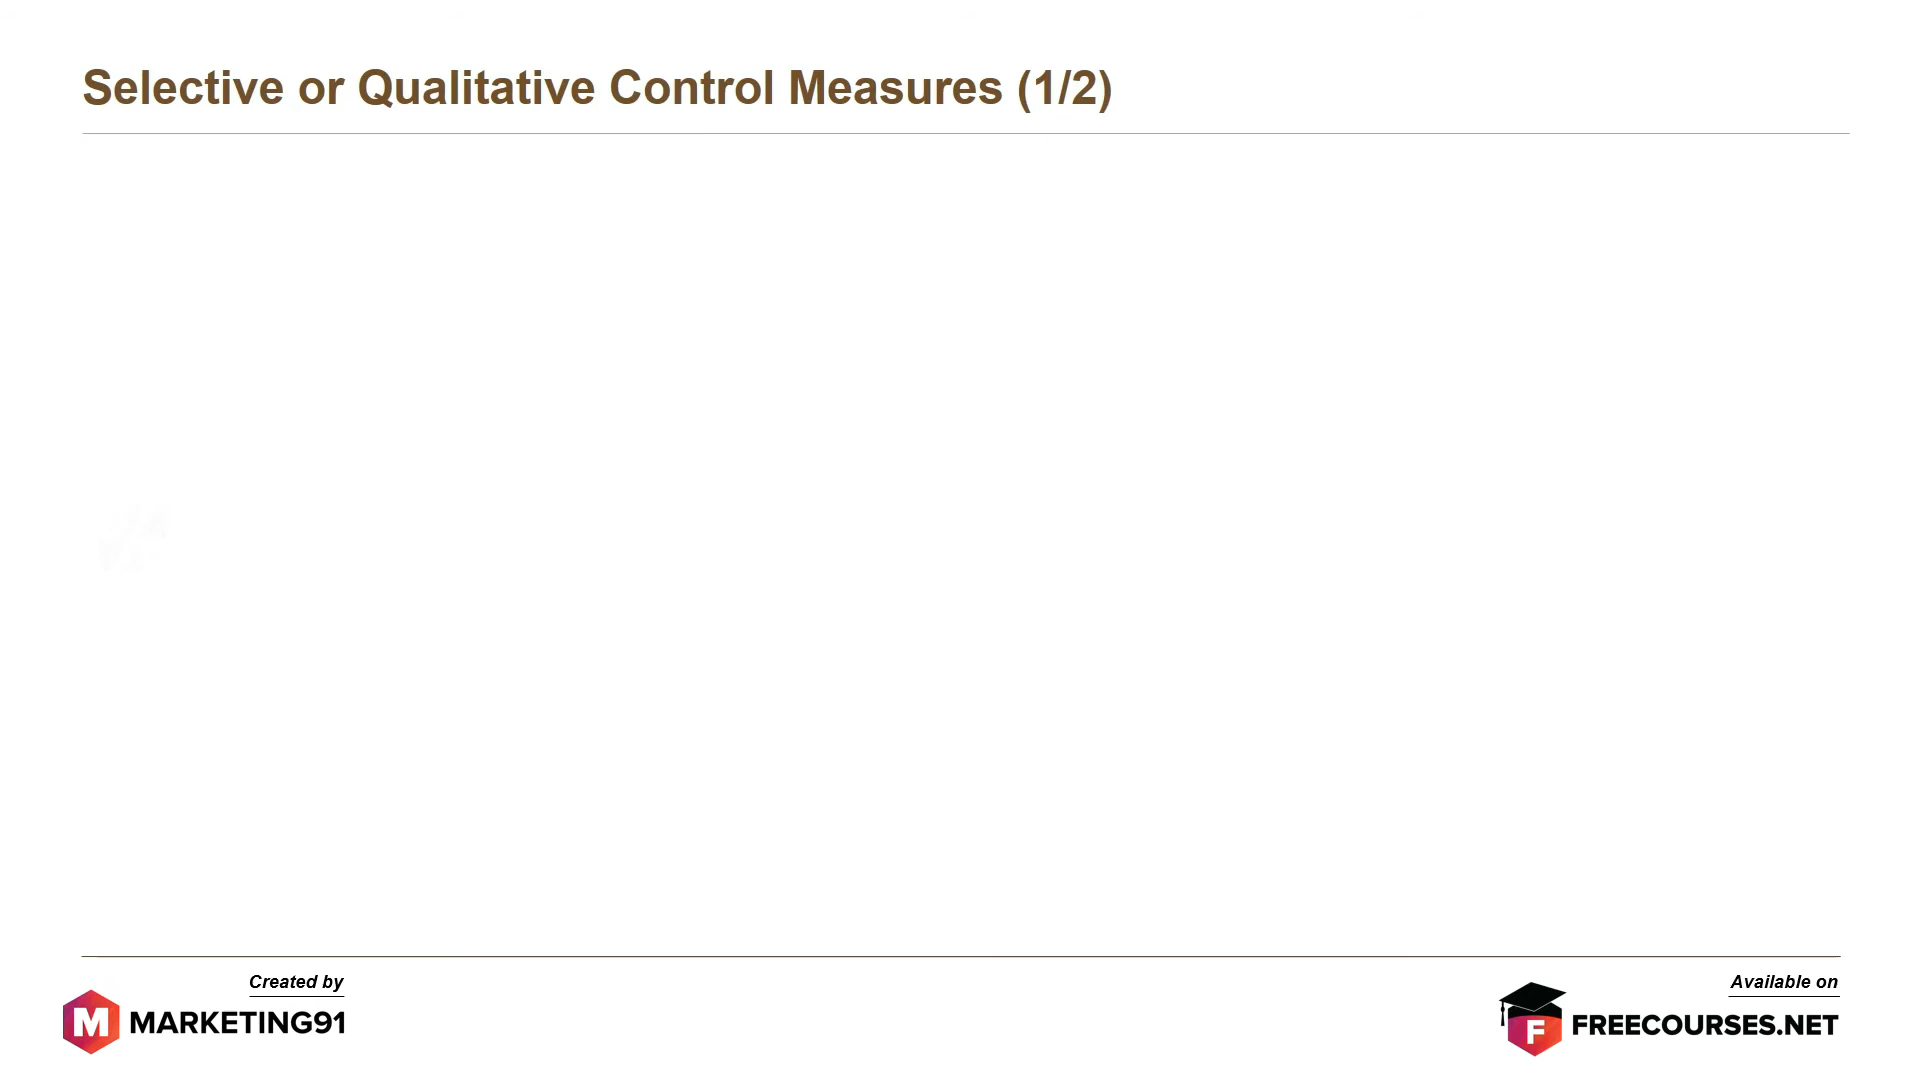 Selective or Qualitative Control Measures (1/2)
Created by
MARKETING91
Available on
FREECOURSES.NET